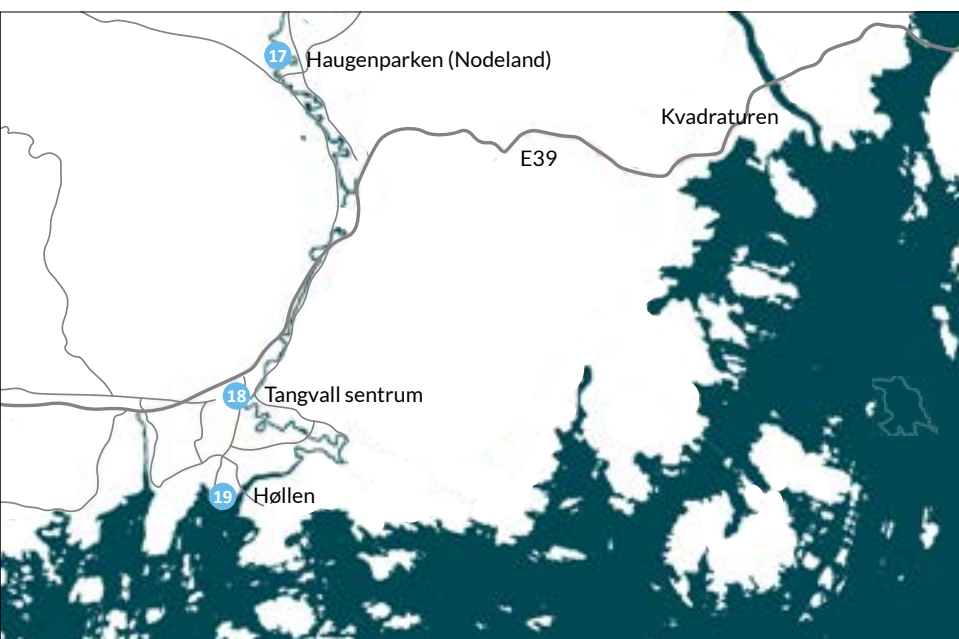 17 Haugenparken (Nodeland)
Kvadraturen
E39
18 Tangvall sentrum
19 Høllen